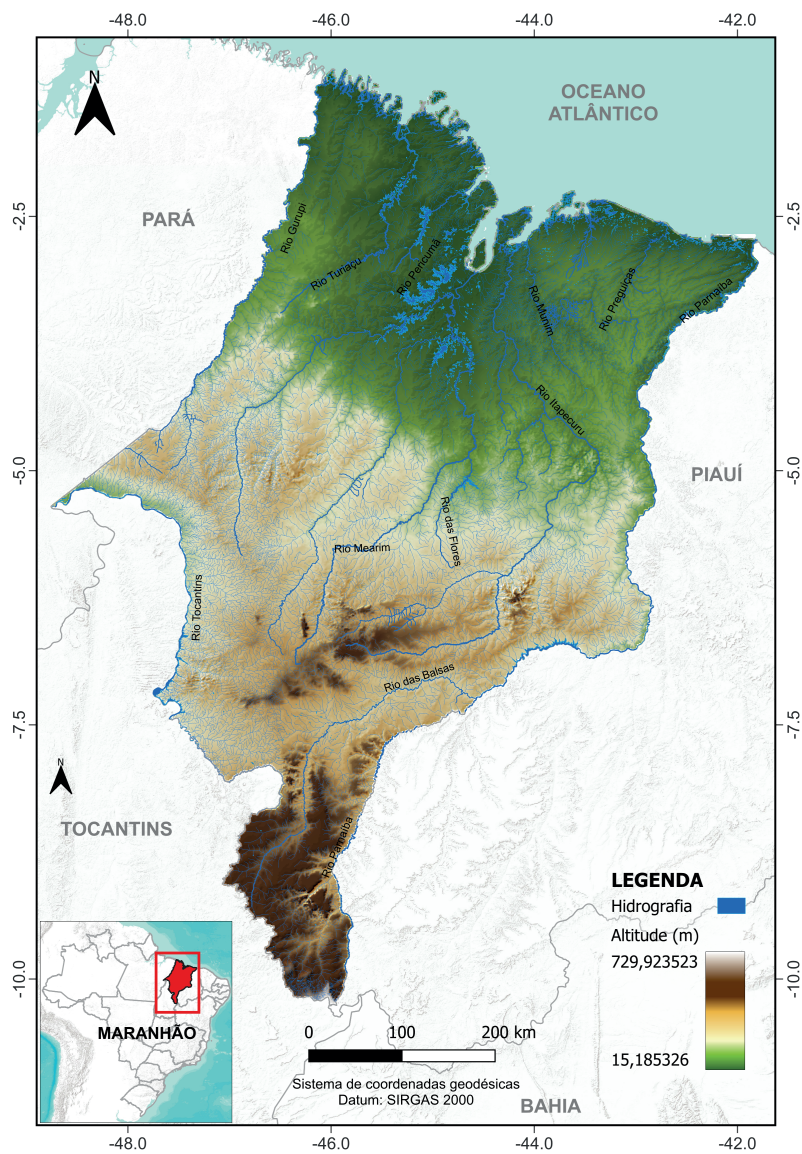 -48.0
-46.0
-44.0
-42.0
N
OCEANO
ATLÂNTICO
-2.5
-2.5
PARÁ
Rio Gurupi
Rio Turiaçu
Rio Pericumã
Rio Munim
Rio Preguiças
Rio Parnaíba
Rio Itapecuru
-5.0
-5.0
PIAUÍ
Rio das Flores
Rio Mearim
Rio Tocantins
Rio das Balsas
-7.5
-7.5
N
TOCANTINS
Rio Parnaíba
LEGENDA
Hidrografia
Altitude (m)
729,923523
15,185326
-10.0
-10.0
MARANHÃO
0
100
200 km
Sistema de coordenadas geodésicas
Datum: SIRGAS 2000
BAHIA
-48.0
-46.0
-44.0
-42.0